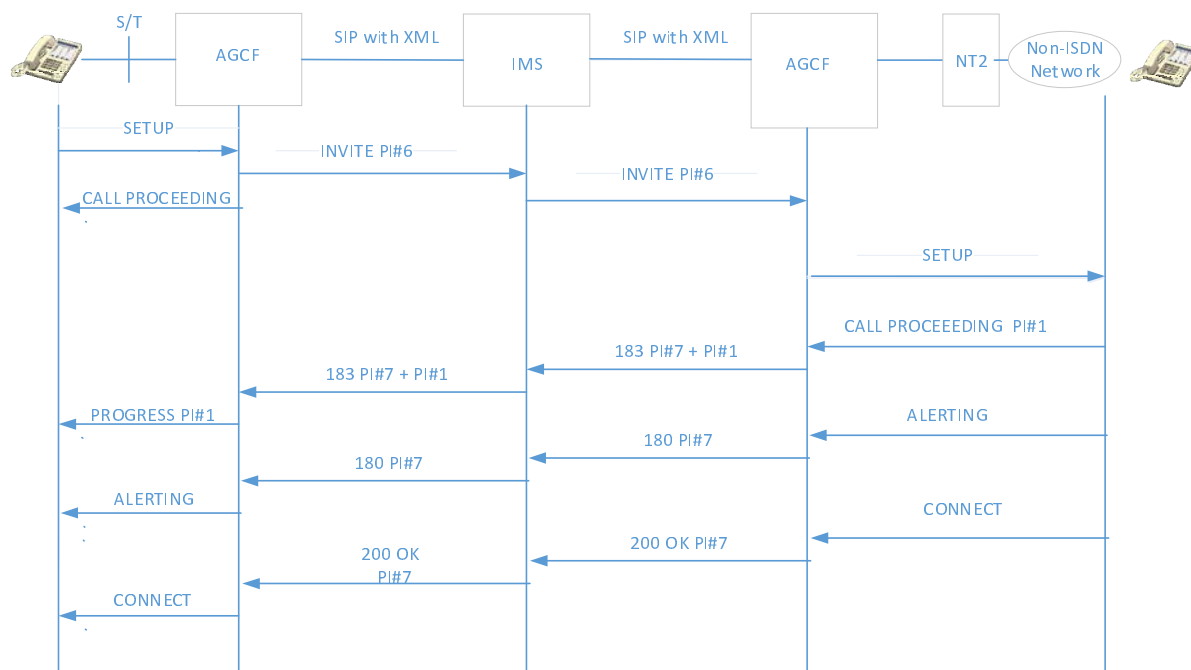 S/T
AGCF
SIP with XML
IMS
SIP with XML
AGCF
NT2
Non-ISDN
Network
SETUP
INVITE PI#6
INVITE PI#6
CALL PROCEEDING
SETUP
CALL PROCEEEDING PI#1
183 PI#7 + PI#1
183 PI#7 + PI#1
PROGRESS PI#1
ALERTING
180 PI#7
180 PI#7
ALERTING
CONNECT
200 OK PI#7
200 OK
PI#7
CONNECT